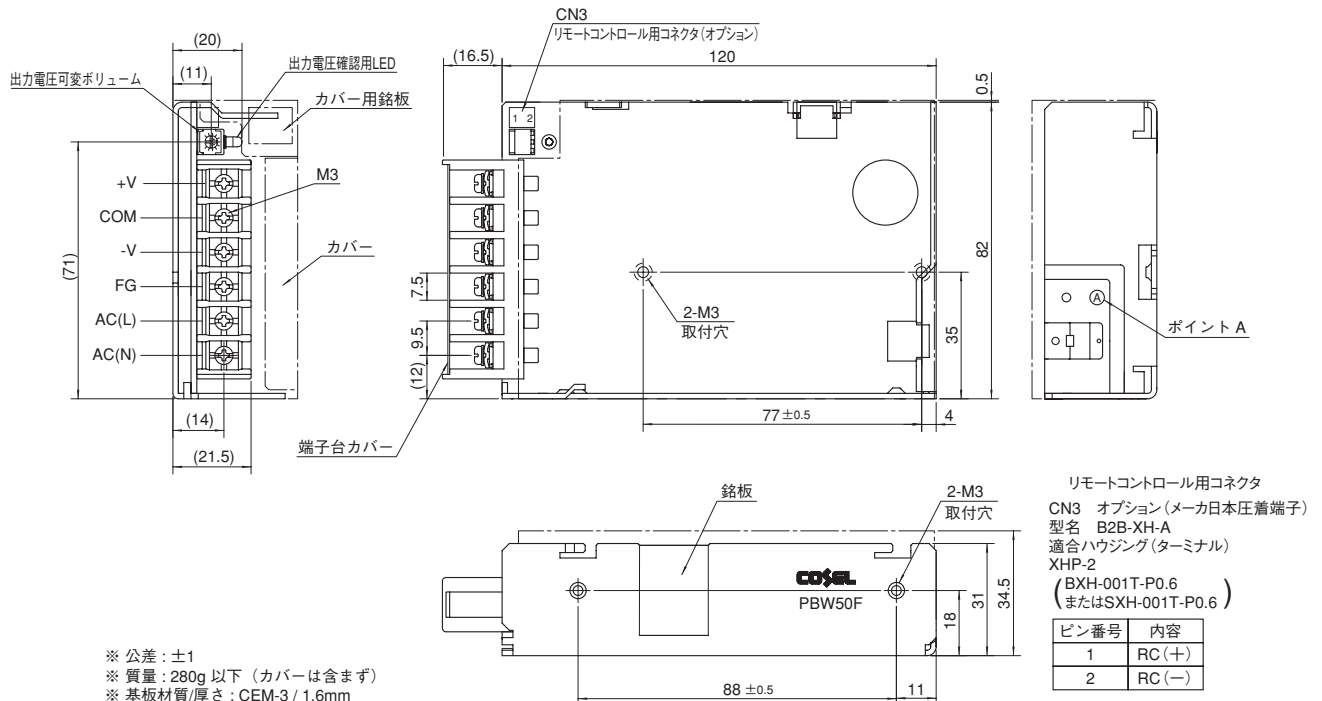 CN3
リモートコントロール用コネクタ(オプション)
(20)
(11)
(16.5)
120
0.5
出力電圧可変ボリューム
出力電圧確認用LED
カバー用銘板
1 2
+V
COM
-V
FG
AC(L)
AC(N)
M3
カバー
(71)
7.5
9.5
(12)
2-M3
取付穴
82
35
ポイント A
A
(14)
(21.5)
端子台カバー
77 ±0.5
4
銘板
2-M3
取付穴
COSEL
PBW50F
18
31
34.5
88 ±0.5
11
リモートコントロール用コネクタ
CN3 オプション(メーカ日本圧着端子)
型名 B2B-XH-A
適合ハウジング(ターミナル)
XHP-2
(BXH-001T-P0.6
またはSXH-001T-P0.6)
ピン番号 内容
1 RC(+)
2 RC(−)
※ 公差 : ±1
※ 質量 : 280g 以下(カバーは含まず)
※ 基板材質/厚さ : CEM-3 / 1.6mm